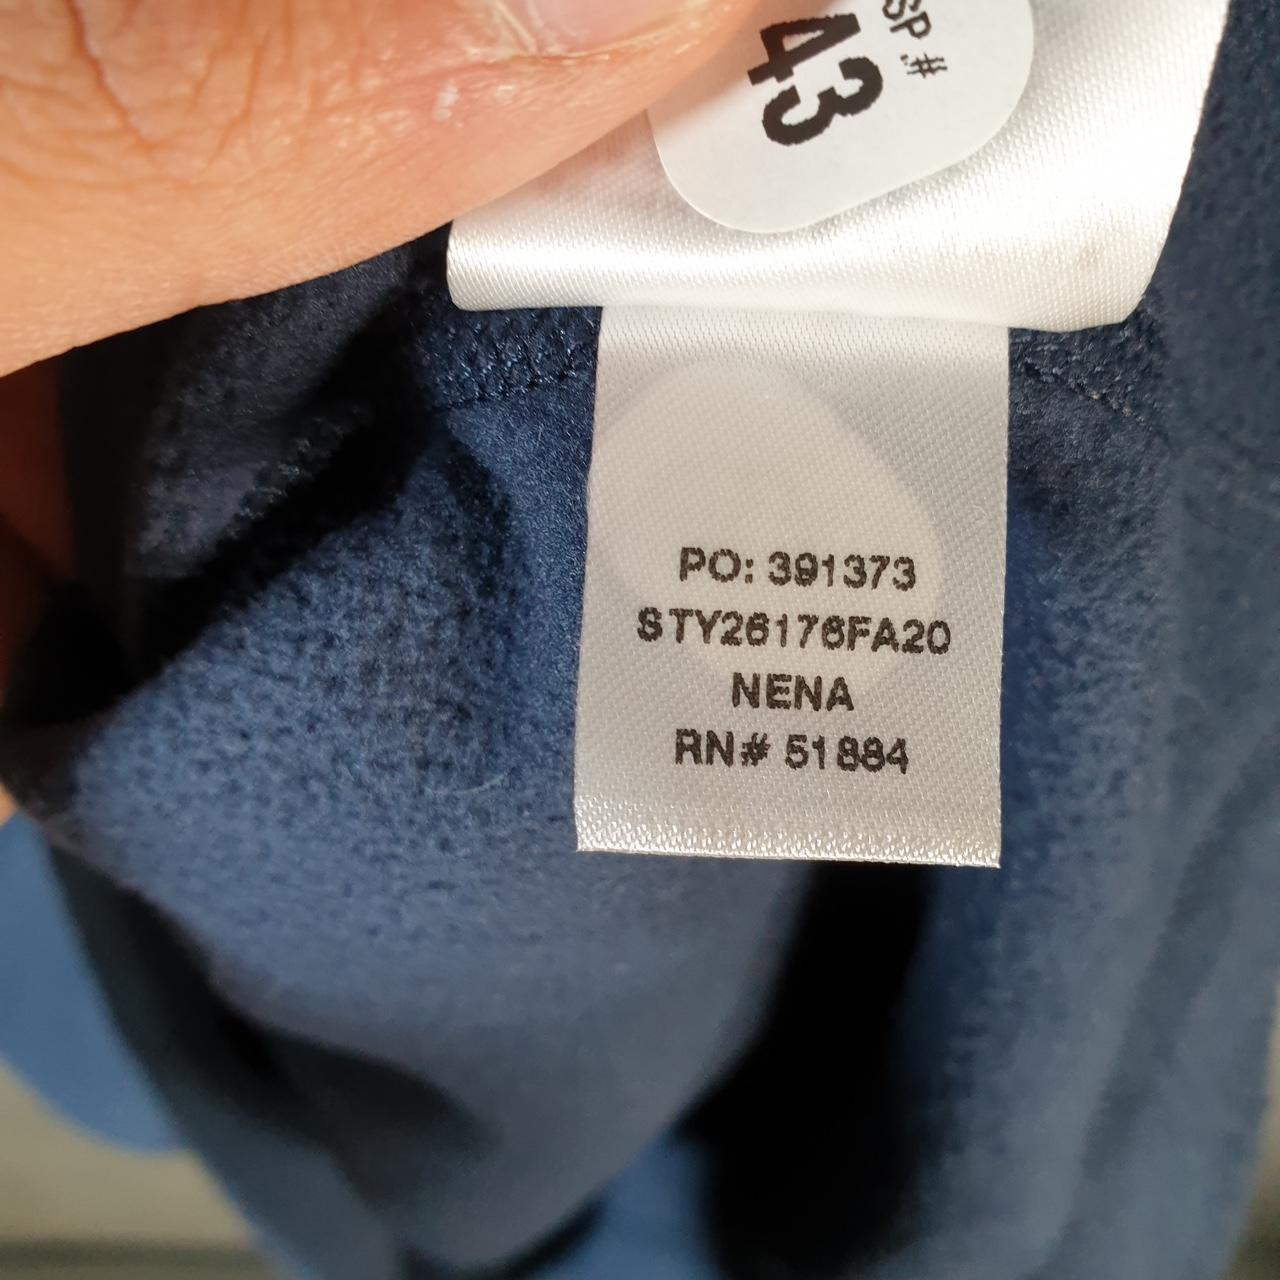 SP #
43
PO: 391373
STY26176FA20
NENA
RN# 51884